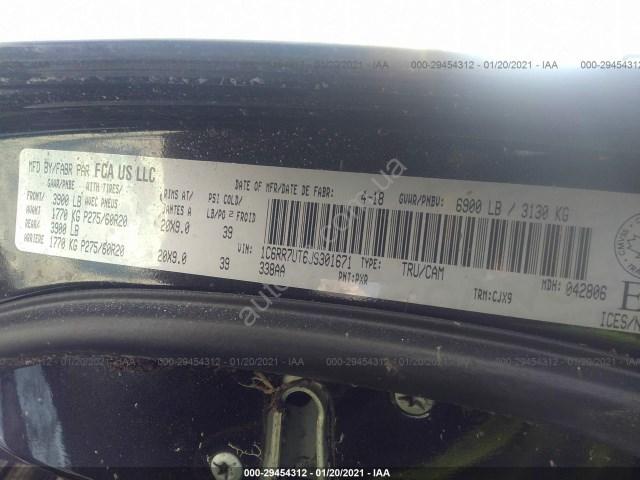 000-29454312 - 01/20/2021 - IAA
MFD BY/FABR PAR FCA US LLC
DATE OF MFR/DATE DE FABR: 4-18 GVWR/PNBV: 6900 LB / 3130 KG
GAWR/PNBE WITH TIRES/ RIMS AT/ PSI COLD/
FRONT/ 3900 LB AVEC PNEUS JANTES A LB/PO2 FROID
AVANT 1770 KG P275/60R20 20X9.0 39
REAR/ 3900 LB
ARRIERE 1770 KG P275/60R20 20X9.0 39
VIN: 1C6RR7UT6JS301671 TYPE: TRU/CAM
338AA PNT:PXR TRM:CJX9 MDH: 042806
ICES/
000-29454312 - 01/20/2021 - IAA
000-29454312 - 01/20/2021 - IAA
000-29454312 - 01/20/2021 - IAA